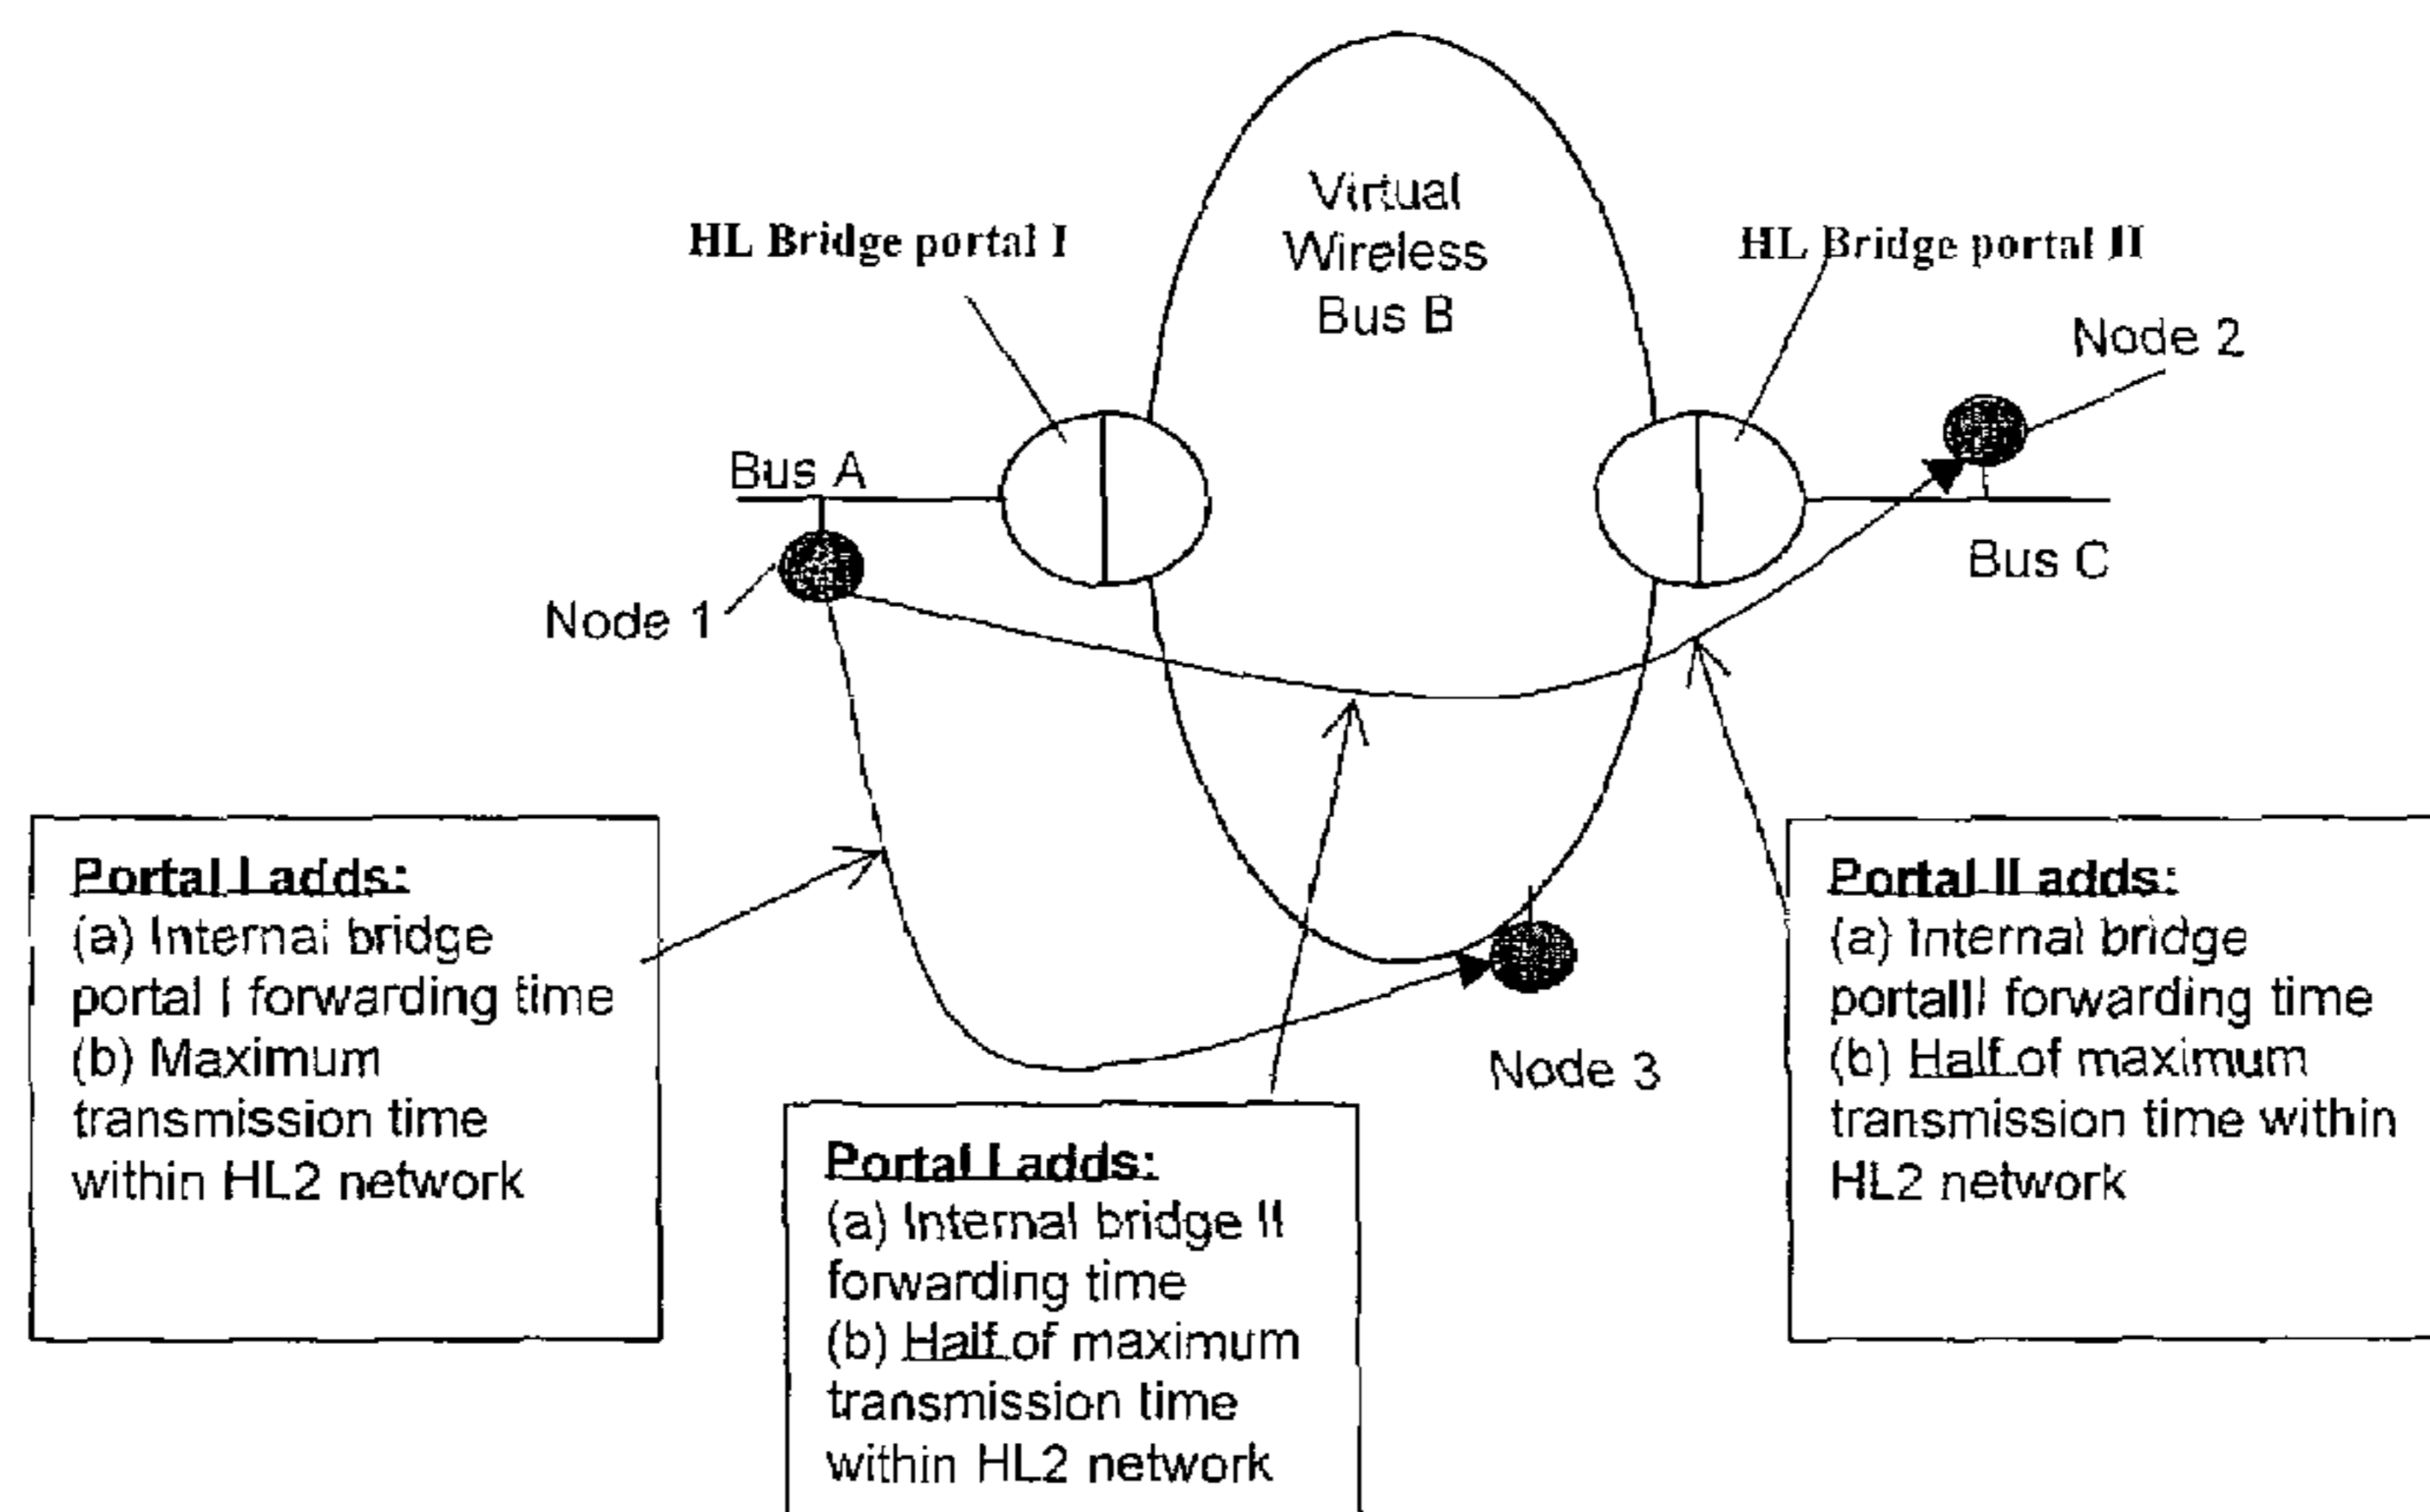 Virtual
Wireless
Bus B
HL Bridge portal I
HL Bridge portal II
Node 2
Bus A
Bus C
Node 1
Node 3
Portal I adds:
(a) Internal bridge
portal I forwarding time
(b) Maximum
transmission time
within HL2 network
Portal I adds:
(a) Internal bridge II
forwarding time
(b) Half of maximum
transmission time
within HL2 network
Portal II adds:
(a) Internal bridge
portalII forwarding time
(b) Half of maximum
transmission time within
HL2 network